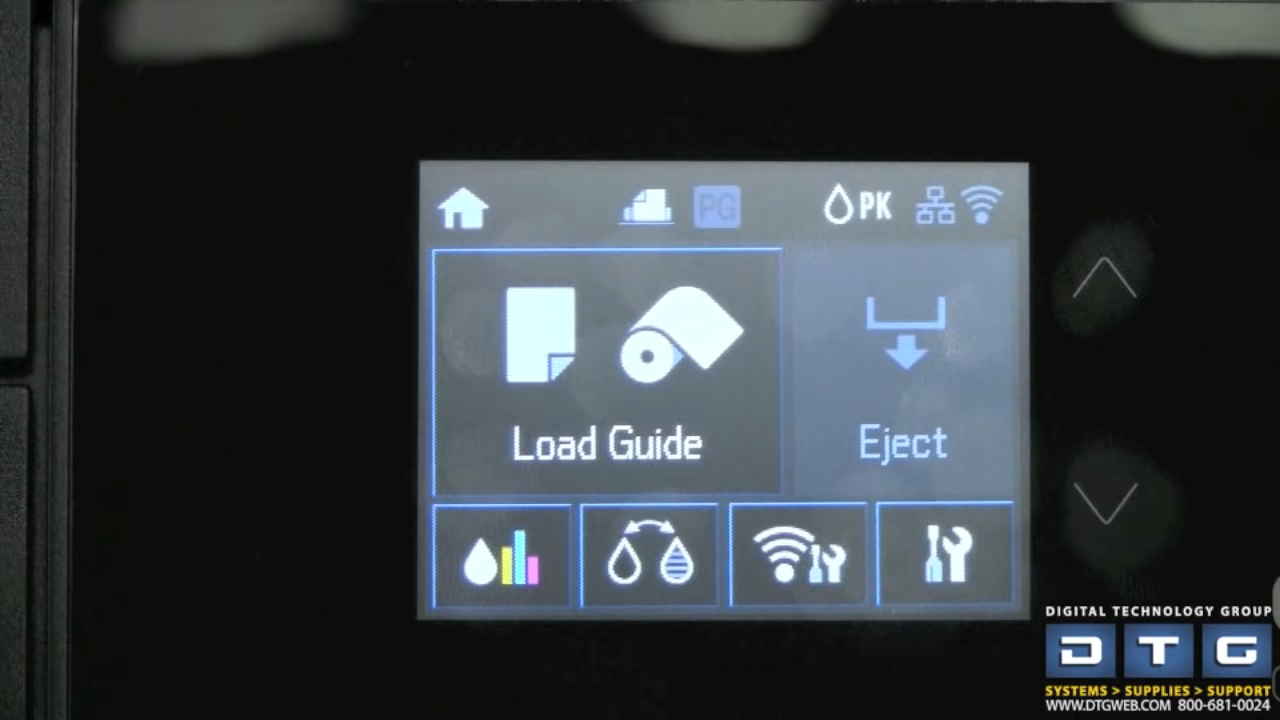 PG
PK
Load Guide
Eject
DIGITAL TECHNOLOGY GROUP
DTG
SYSTEMS > SUPPLIES > SUPPORT
WWW.DTGWEB.COM 800-681-0024